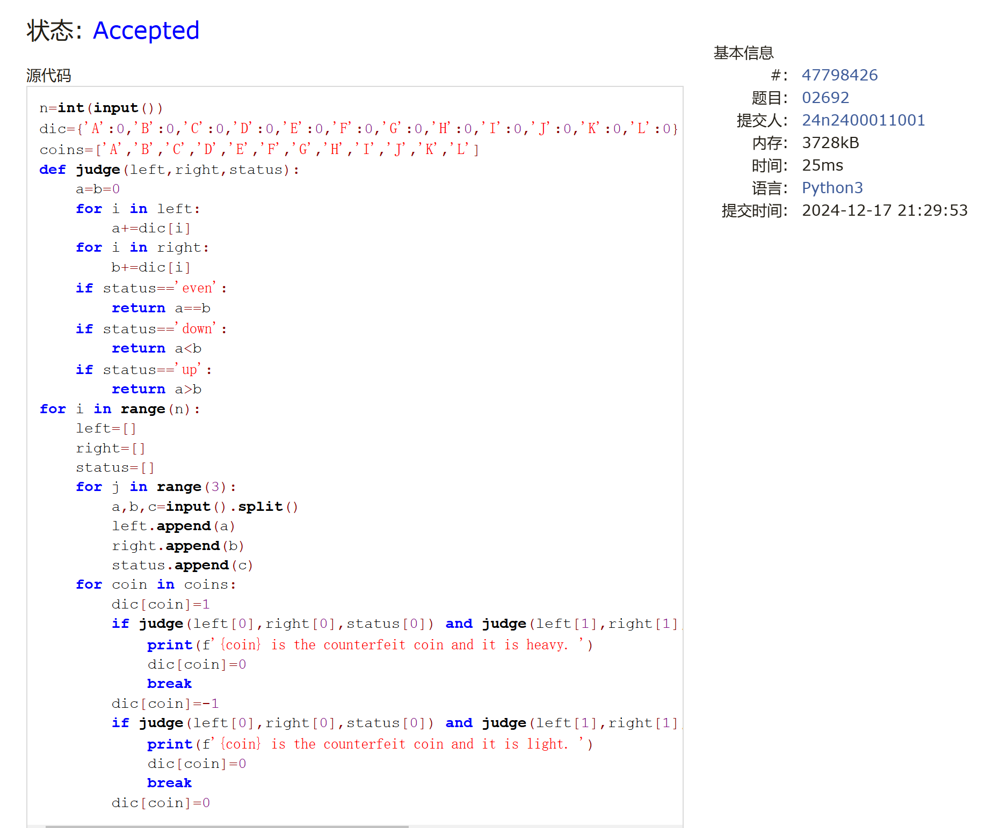 状态: Accepted
源代码
n=int(input())
dic={'A':0,'B':0,'C':0,'D':0,'E':0,'F':0,'G':0,'H':0,'I':0,'J':0,'K':0,'L':0}
coins=['A','B','C','D','E','F','G','H','I','J','K','L']
def judge(left,right,status):
    a=b=0
    for i in left:
        a+=dic[i]
    for i in right:
        b+=dic[i]
    if status=='even':
        return a==b
    if status=='down':
        return a<b
    if status=='up':
        return a>b
for i in range(n):
    left=[]
    right=[]
    status=[]
    for j in range(3):
        a,b,c=input().split()
        left.append(a)
        right.append(b)
        status.append(c)
    for coin in coins:
        dic[coin]=1
        if judge(left[0],right[0],status[0]) and judge(left[1],right[1],
            print(f'{coin} is the counterfeit coin and it is heavy. ')
            dic[coin]=0
            break
        dic[coin]=-1
        if judge(left[0],right[0],status[0]) and judge(left[1],right[1],
            print(f'{coin} is the counterfeit coin and it is light. ')
            dic[coin]=0
            break
        dic[coin]=0
基本信息
#: 47798426
题目: 02692
提交人: 24n2400011001
内存: 3728kB
时间: 25ms
语言: Python3
提交时间: 2024-12-17 21:29:53